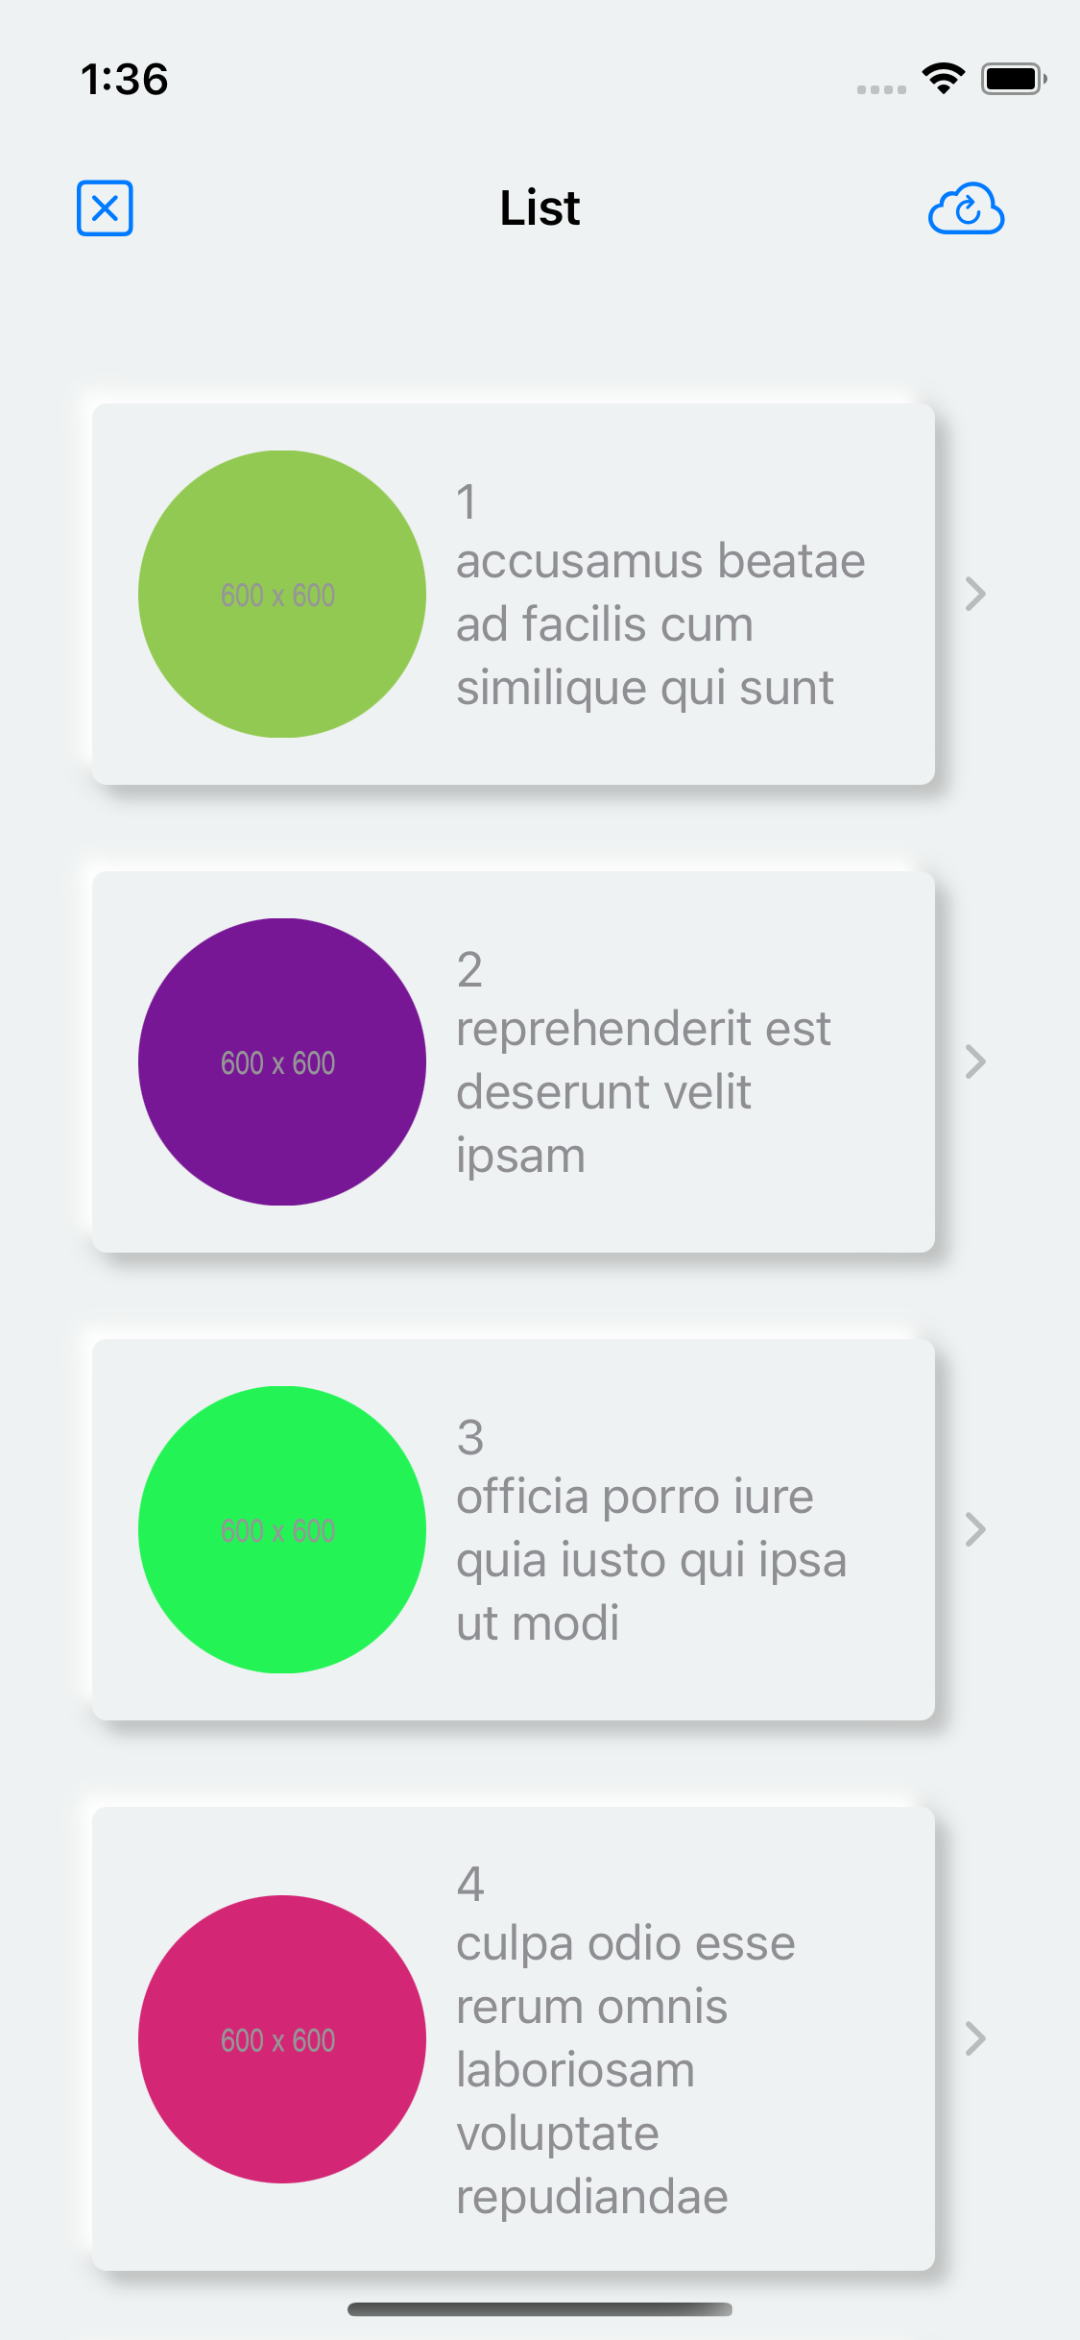 1:36
List
600 x 600
1
accusamus beatae
ad facilis cum
similique qui sunt
600 x 600
2
reprehenderit est
deserunt velit
ipsam
600 x 600
3
officia porro iure
quia iusto qui ipsa
ut modi
600 x 600
4
culpa odio esse
rerum omnis
laboriosam
voluptate
repudiandae